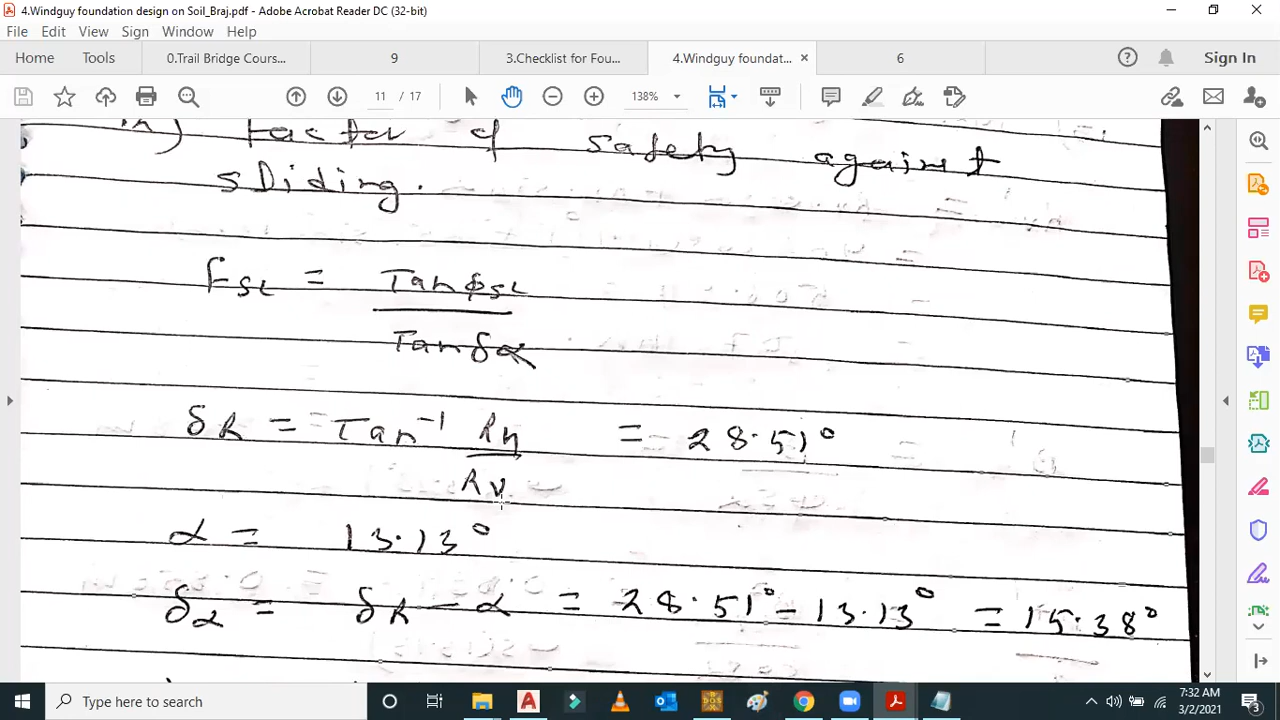 4.Windguy foundation design on Soil_Braj.pdf - Adobe Acrobat Reader DC (32-bit)
File Edit View Sign Window Help
Home Tools 0.Trail Bridge Cours... 9 3.Checklist for Fou... 4.Windguy foundat... × 6 Sign In
11 / 17 138%
Factor of safety against
sliding.
FSL = TanφSL
Tanδα
δR = Tan⁻¹ RH = 28.51°
RV
α = 13.13°
δα = δR - α = 28.51° - 13.13° = 15.38°
Type here to search
7:32 AM
3/2/2021
3